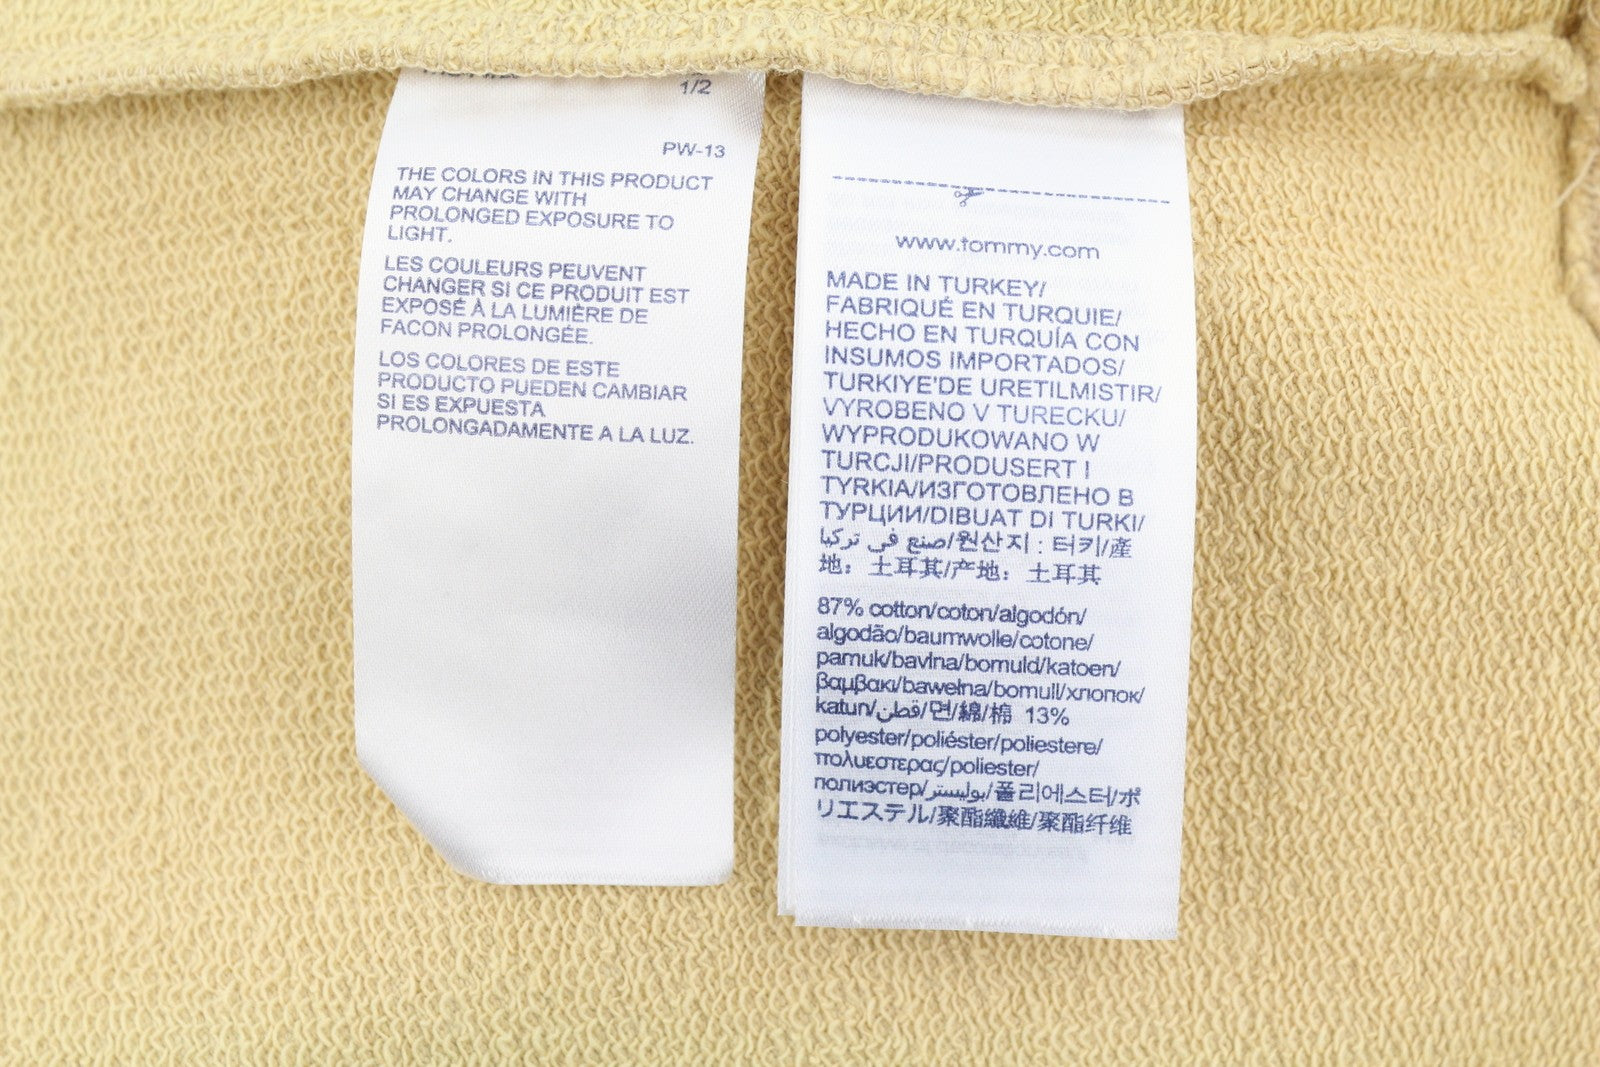 1/2
PW-13
THE COLORS IN THIS PRODUCT
MAY CHANGE WITH
PROLONGED EXPOSURE TO
LIGHT.
LES COULEURS PEUVENT
CHANGER SI CE PRODUIT EST
EXPOSÉ À LA LUMIÈRE DE
FACON PROLONGÉE.
LOS COLORES DE ESTE
PRODUCTO PUEDEN CAMBIAR
SI ES EXPUESTA
PROLONGADAMENTE A LA LUZ.
www.tommy.com
MADE IN TURKEY/
FABRIQUÉ EN TURQUIE/
HECHO EN TURQUÍA CON
INSUMOS IMPORTADOS/
TURKIYE'DE URETILMISTIR/
VYROBENO V TURECKU/
WYPRODUKOWANO W
TURCJI/PRODUSERT I
TYRKIA/ИЗГОТОВЛЕНО В
ТУРЦИИ/DIBUAT DI TURKI/
صنع في تركيا/원산지 : 터키/產
地： 土耳其/产地： 土耳其
87% cotton/coton/algodón/
algodão/baumwolle/cotone/
pamuk/bavlna/bomuld/katoen/
βαμβακι/bawełna/bomull/хлопок/
katun/قطن/면/綿/棉 13%
polyester/poliéster/poliestere/
πολυεστερας/poliester/
полиэстер/بوليستر/폴리에스터/ポ
リエステル/聚酯纖維/聚酯纤维